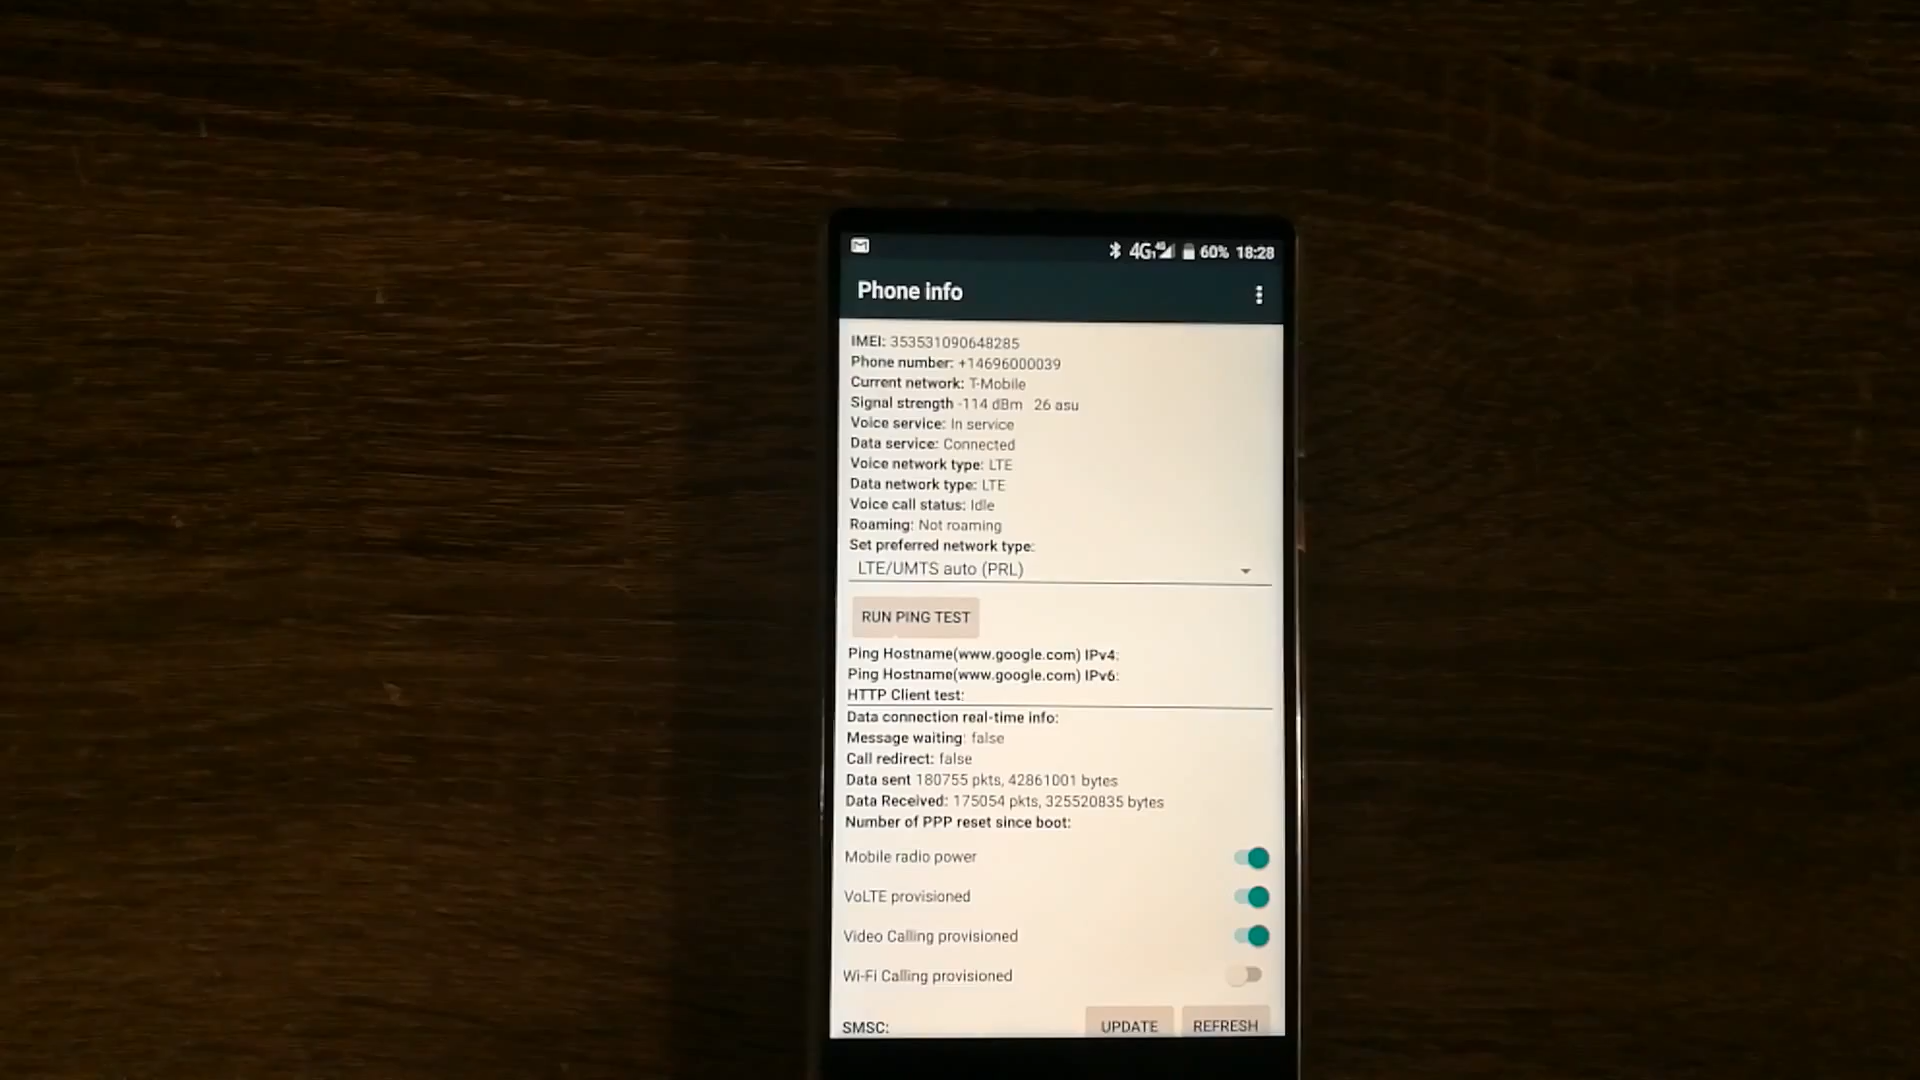 4G 4G 60% 18:28
Phone info
IMEI: 353531090648285
Phone number: +14696000039
Current network: T-Mobile
Signal strength -114 dBm 26 asu
Voice service: In service
Data service: Connected
Voice network type: LTE
Data network type: LTE
Voice call status: Idle
Roaming: Not roaming
Set preferred network type:
LTE/UMTS auto (PRL)
RUN PING TEST
Ping Hostname(www.google.com) IPv4:
Ping Hostname(www.google.com) IPv6:
HTTP Client test:
Data connection real-time info:
Message waiting: false
Call redirect: false
Data sent 180755 pkts, 42861001 bytes
Data Received: 175054 pkts, 325520835 bytes
Number of PPP reset since boot:
Mobile radio power
VoLTE provisioned
Video Calling provisioned
Wi-Fi Calling provisioned
SMSC: UPDATE REFRESH